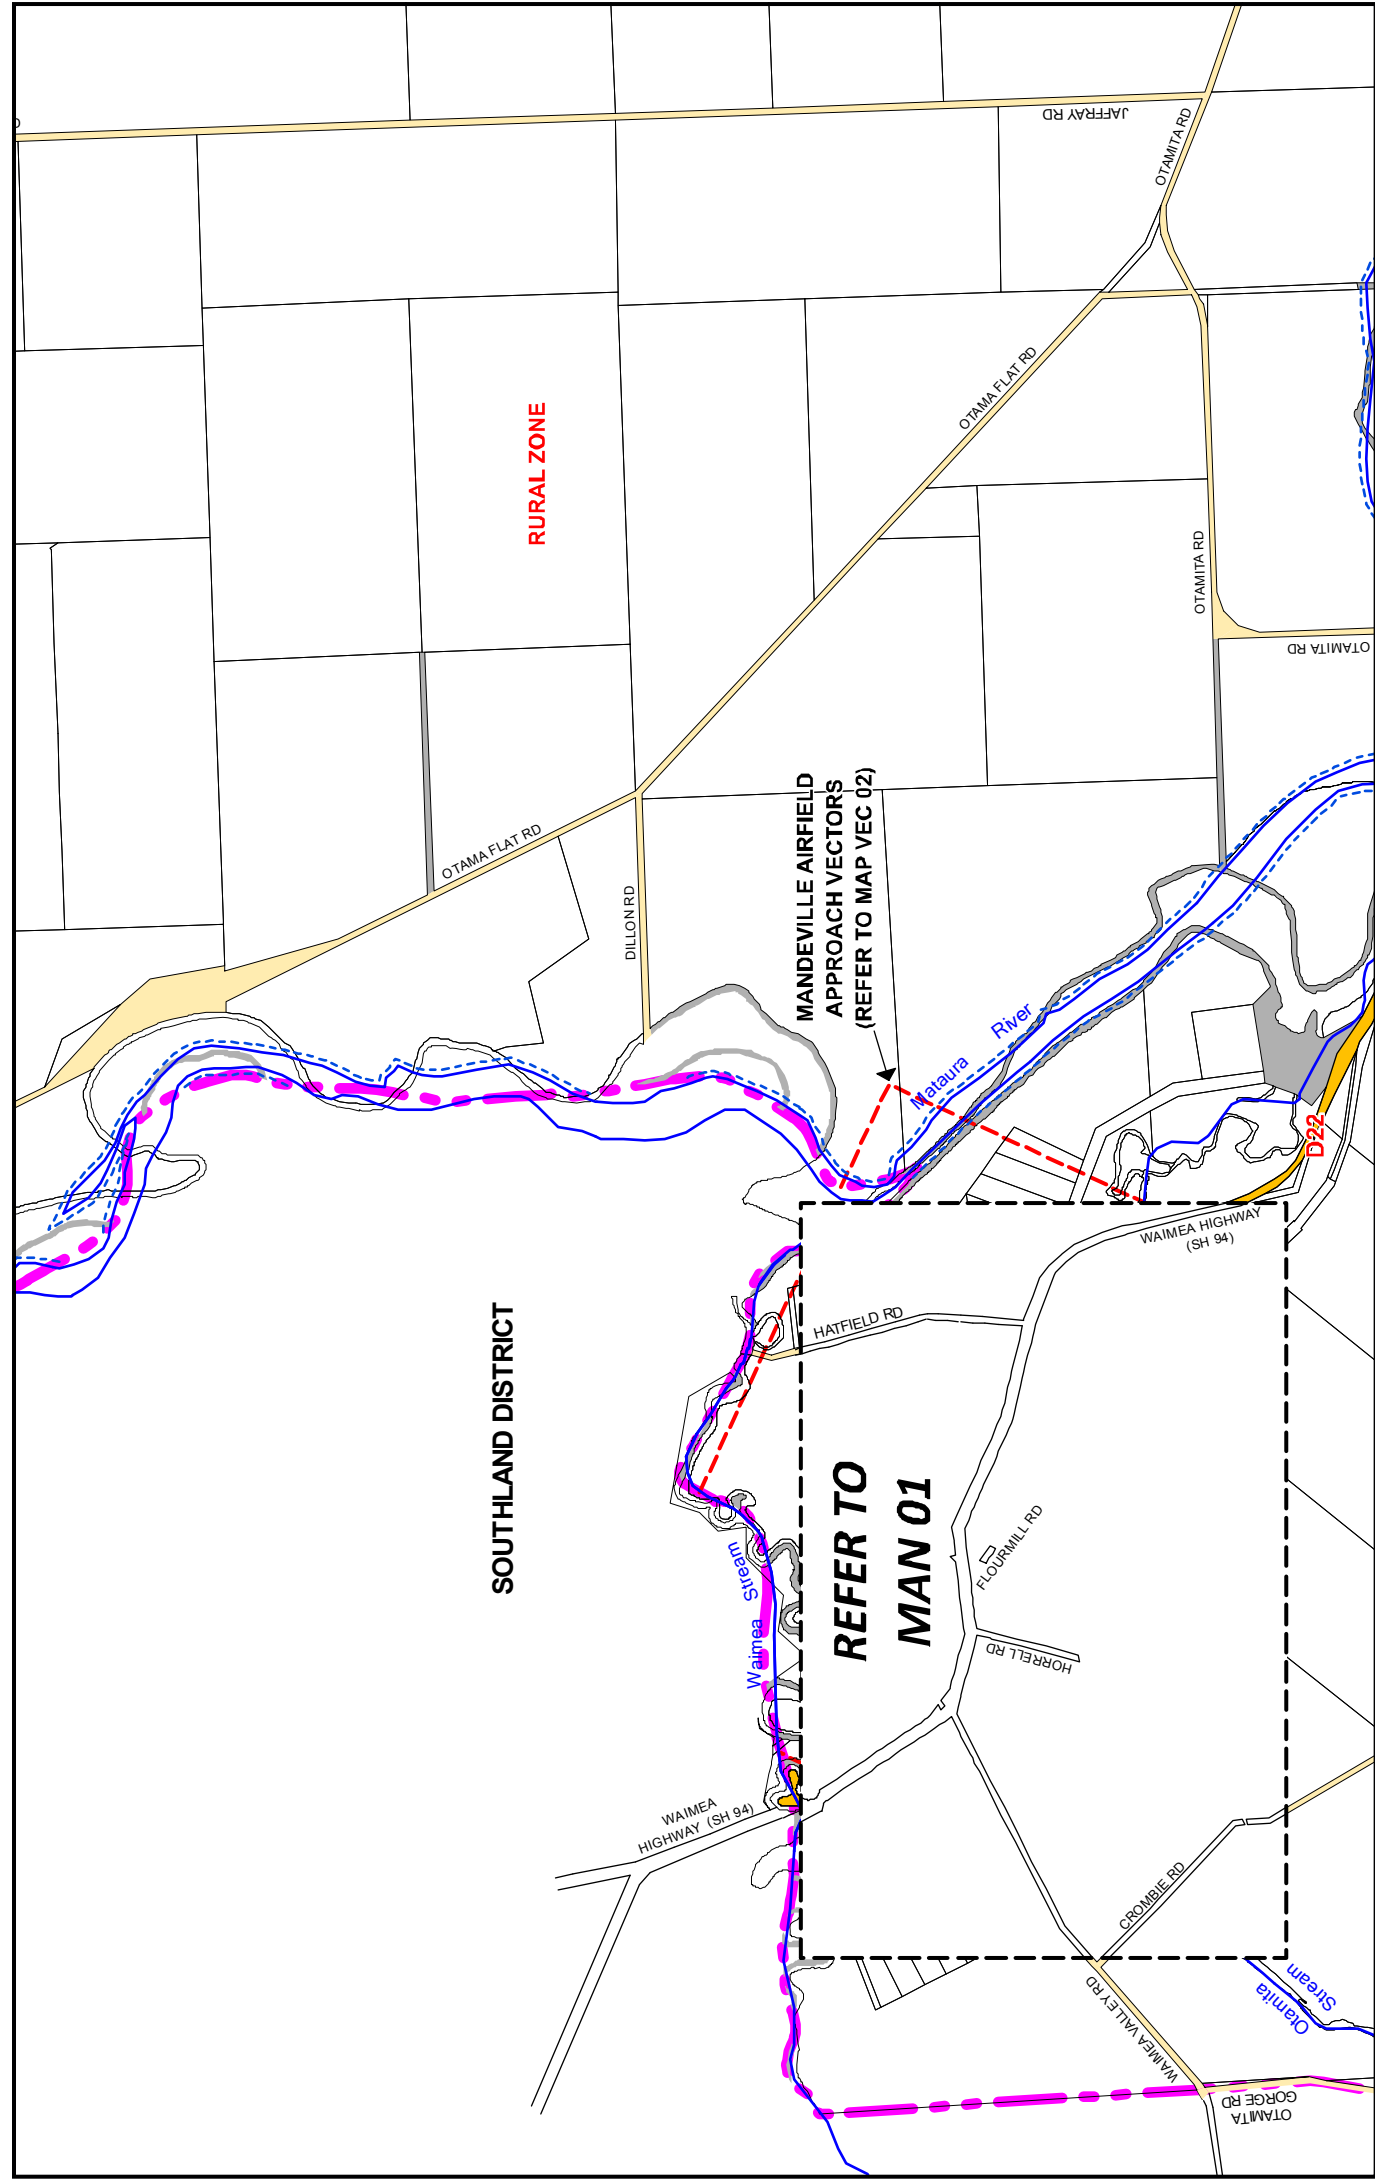 JAFFRAY RD
OTAMITA RD
OTAMA FLAT RD
RURAL ZONE
OTAMITA RD
OTAMITA RD
OTAMA FLAT RD
DILLON RD
MANDEVILLE AIRFIELD
APPROACH VECTORS
(REFER TO MAP VEC 02)
Mataura River
D22
WAIMEA HIGHWAY
(SH 94)
HATFIELD RD
SOUTHLAND DISTRICT
REFER TO
MAN 01
FLOURMILL RD
HORRELL RD
Waimea Stream
WAIMEA
HIGHWAY (SH 94)
CROMBIE RD
WAIMEA VALLEY RD
Otamita
Stream
OTAMITA
GORGE RD